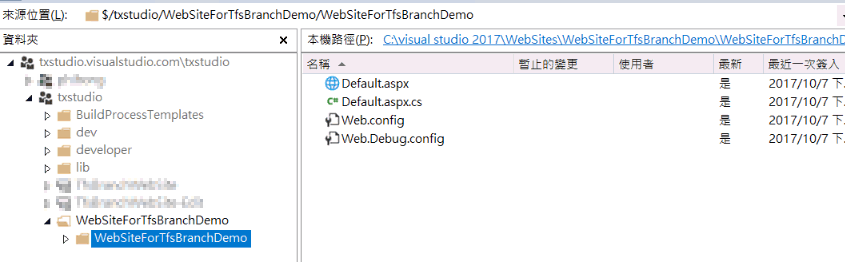 來源位置(L): $/txstudio/WebSiteForTfsBranchDemo/WebSiteForTfsBranchDemo
資料夾
本機路徑(P): C:\visual studio 2017\WebSites\WebSiteForTfsBranchDemo\WebSiteForTfsBranchD
txstudio.visualstudio.com\txstudio
txstudio
BuildProcessTemplates
dev
developer
lib
WebSiteForTfsBranchDemo
WebSiteForTfsBranchDemo
名稱 暫止的變更 使用者 最新 最近一次簽入
Default.aspx 是 2017/10/7 下.
Default.aspx.cs 是 2017/10/7 下.
Web.config 是 2017/10/7 下.
Web.Debug.config 是 2017/10/7 下.